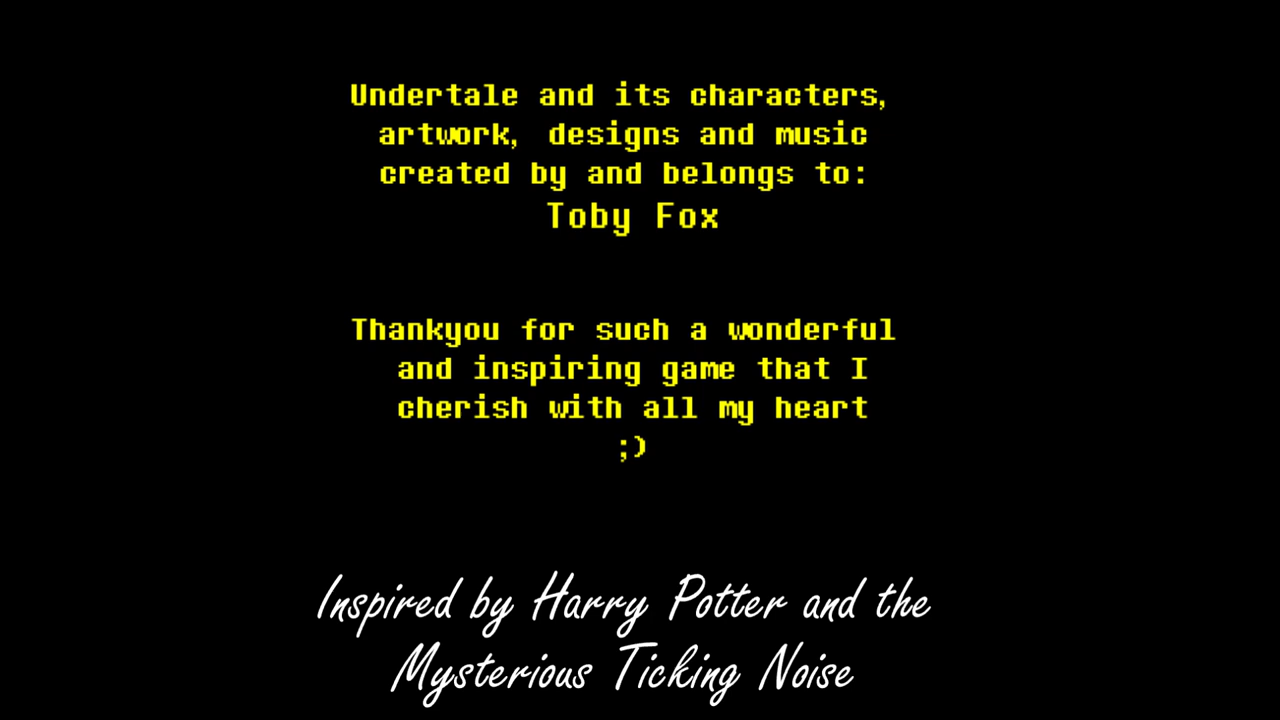 Undertale and its characters,
artwork, designs and music
created by and belongs to:
Toby Fox
Thankyou for such a wonderful
and inspiring game that I
cherish with all my heart
;)
Inspired by Harry Potter and the
Mysterious Ticking Noise